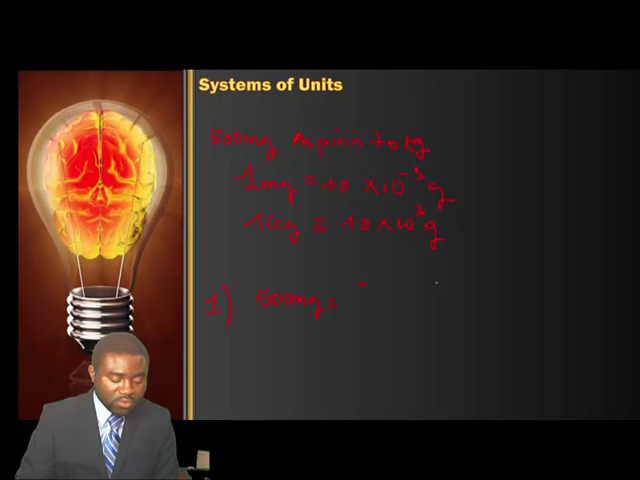 Systems of Units
500mg Aspirin to kg
1mg = 1.0 × 10⁻³ g
1kg = 1.0 × 10³ g
1) 500mg =